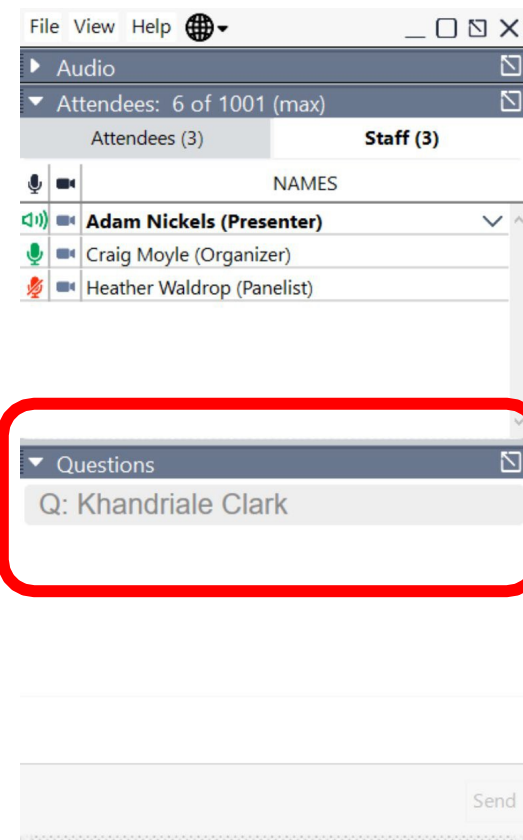 File View Help
Audio
Attendees: 6 of 1001 (max)
Attendees (3) Staff (3)
NAMES
Adam Nickels (Presenter)
Craig Moyle (Organizer)
Heather Waldrop (Panelist)
Questions
Q: Khandriale Clark
Send